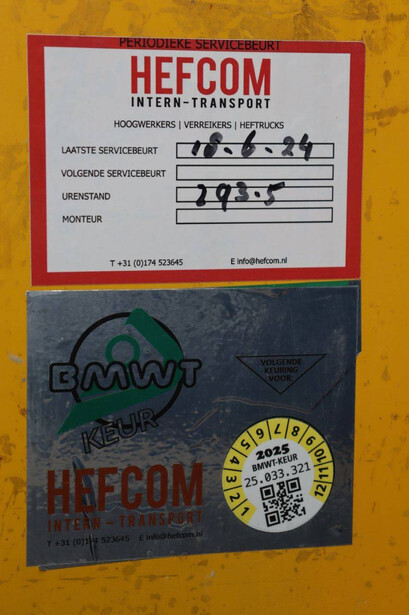 PERIODIEKE SERVICEBEURT
HEFCOM
INTERN-TRANSPORT
HOOGWERKERS | VERREIKERS | HEFTRUCKS
LAATSTE SERVICEBEURT 18-6-24
VOLGENDE SERVICEBEURT
URENSTAND 293.5
MONTEUR
T +31 (0)174 523645 E info@hefcom.nl
BMWT
KEUR
VOLGENDE
KEURING
VOOR:
HEFCOM
INTERN-TRANSPORT
T +31 (0)174 523645 E info@hefcom.nl
1 2 3 4 5 6 7 8 9 10 11 12
2025
BMWT-KEUR
25.033.321